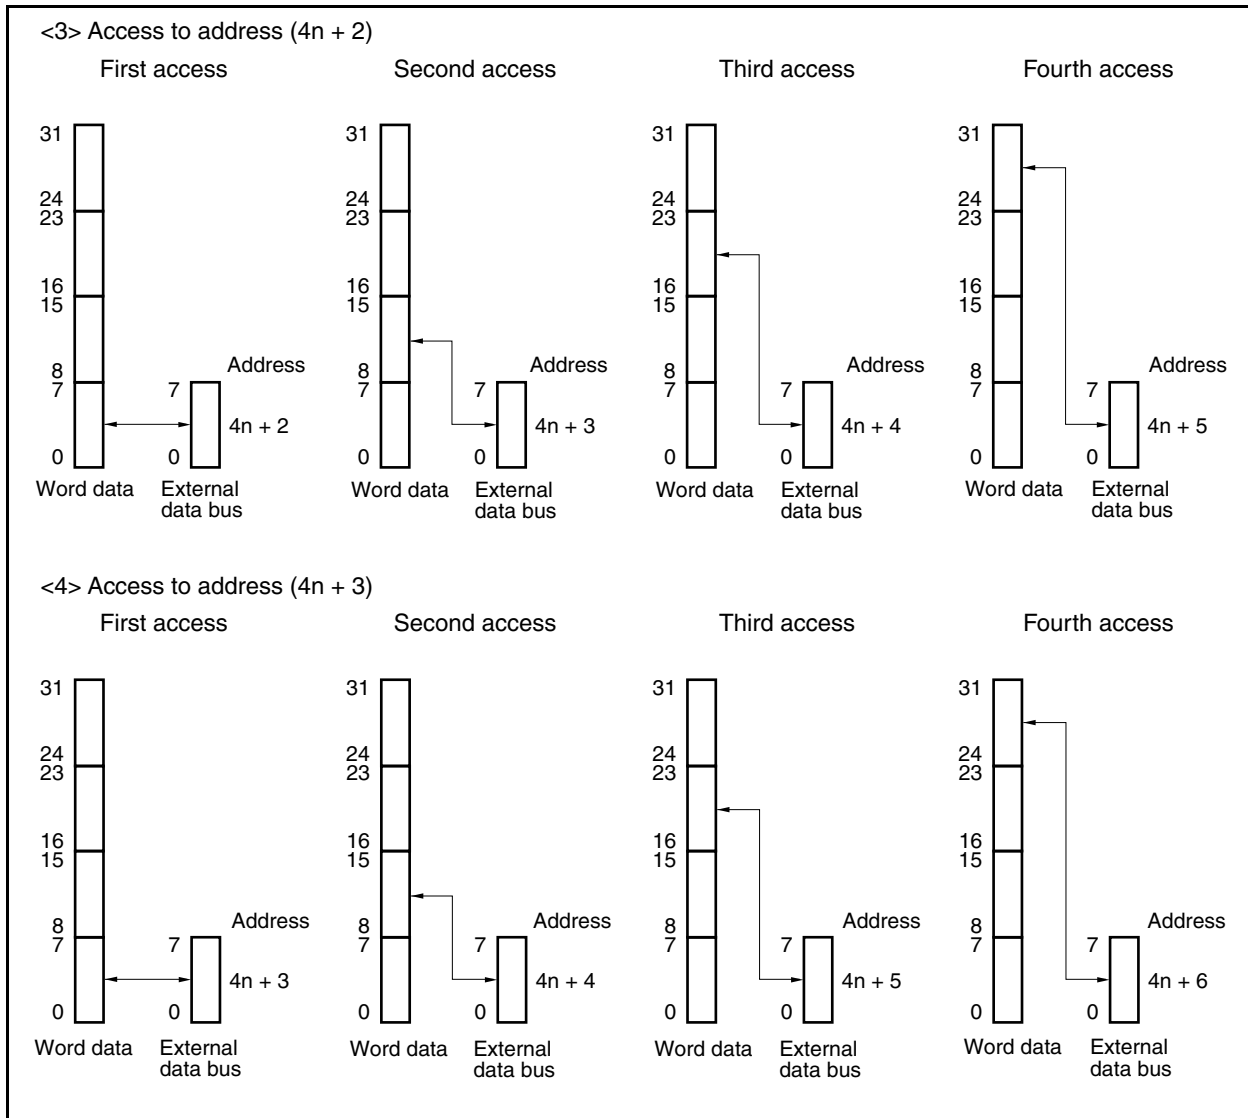 <3> Access to address (4n + 2)
First access
Second access
Third access
Fourth access
31
31
31
31
24
24
24
24
23
23
23
23
16
16
16
16
15
15
15
15
Address
Address
Address
Address
8
8
8
8
7
7
7
7
7
7
7
7
4n + 2
4n + 3
4n + 4
4n + 5
0
0
0
0
0
0
0
0
Word data
External
data bus
Word data
External
data bus
Word data
External
data bus
Word data
External
data bus
<4> Access to address (4n + 3)
First access
Second access
Third access
Fourth access
31
31
31
31
24
24
24
24
23
23
23
23
16
16
16
16
15
15
15
15
Address
Address
Address
Address
8
8
8
8
7
7
7
7
7
7
7
7
4n + 3
4n + 4
4n + 5
4n + 6
0
0
0
0
0
0
0
0
Word data
External
data bus
Word data
External
data bus
Word data
External
data bus
Word data
External
data bus